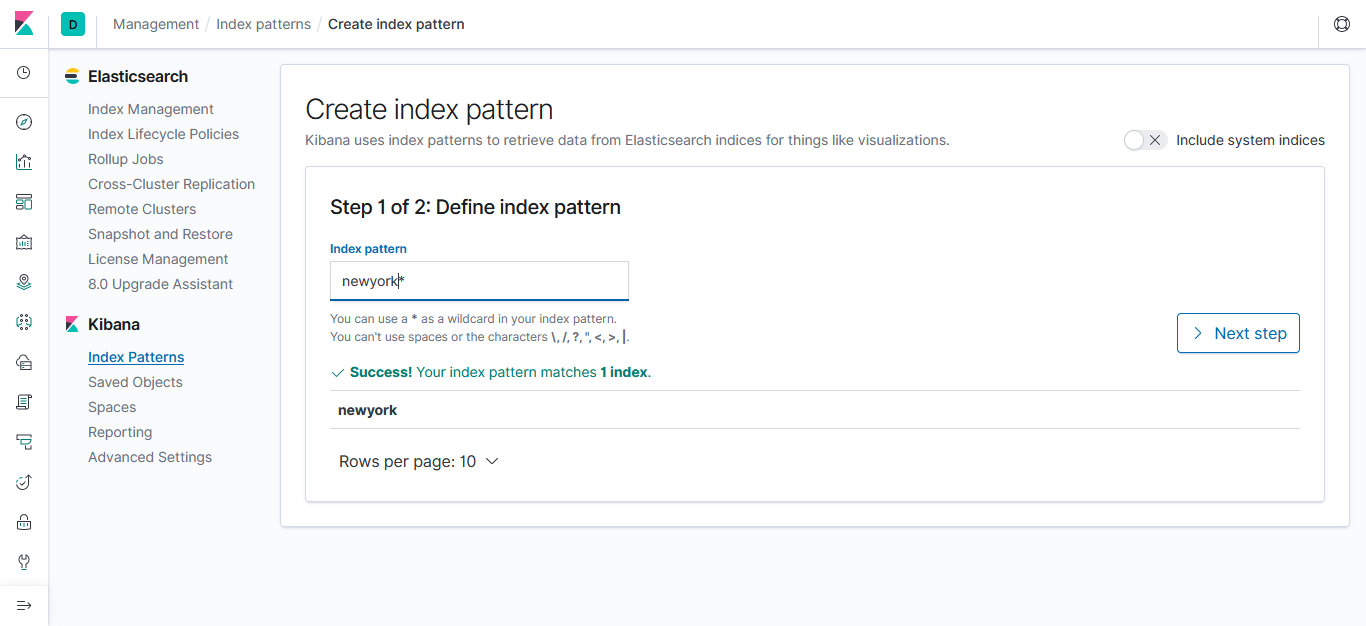 D
Management / Index patterns / Create index pattern
Elasticsearch
Index Management
Index Lifecycle Policies
Rollup Jobs
Cross-Cluster Replication
Remote Clusters
Snapshot and Restore
License Management
8.0 Upgrade Assistant
Kibana
Index Patterns
Saved Objects
Spaces
Reporting
Advanced Settings
Create index pattern
Kibana uses index patterns to retrieve data from Elasticsearch indices for things like visualizations.
Include system indices
Step 1 of 2: Define index pattern
Index pattern
newyork*
You can use a * as a wildcard in your index pattern.
You can't use spaces or the characters \, /, ?, ", <, >, |.
Next step
Success! Your index pattern matches 1 index.
newyork
Rows per page: 10